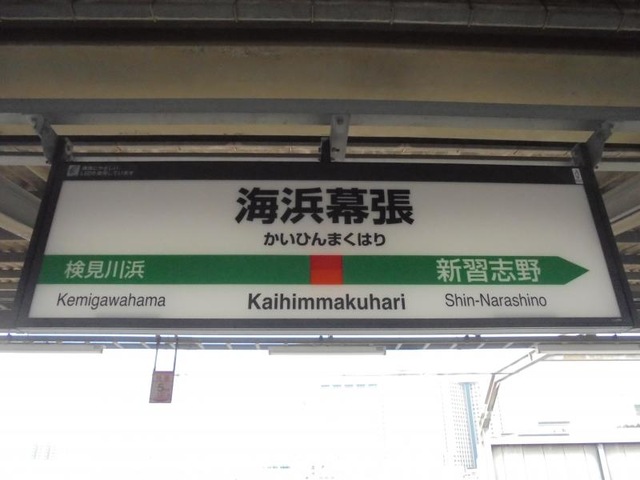 海浜幕張
かいひんまくはり
検見川浜
新習志野
Kemigawahama
Kaihimmakuhari
Shin-Narashino